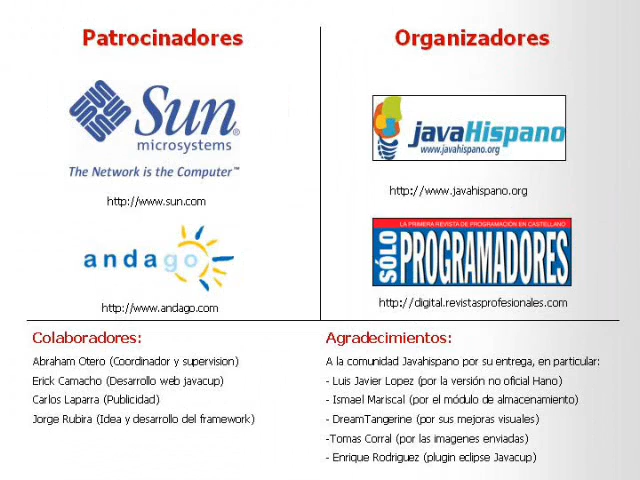 Patrocinadores
Sun
microsystems
The Network is the Computer™
http://www.sun.com
andago
http://www.andago.com
Organizadores
javaHispano
www.javahispano.org
http://www.javahispano.org
LA PRIMERA REVISTA DE PROGRAMACION EN CASTELLANO
SÓLO
PROGRAMADORES
http://digital.revistasprofesionales.com
Colaboradores:
Abraham Otero (Coordinador y supervision)
Erick Camacho (Desarrollo web javacup)
Carlos Laparra (Publicidad)
Jorge Rubira (Idea y desarrollo del framework)
Agradecimientos:
A la comunidad Javahispano por su entrega, en particular:
- Luis Javier Lopez (por la versión no oficial Hano)
- Ismael Mariscal (por el módulo de almacenamiento)
- DreamTangerine (por sus mejoras visuales)
-Tomas Corral (por las imagenes enviadas)
- Enrique Rodriguez (plugin eclipse Javacup)